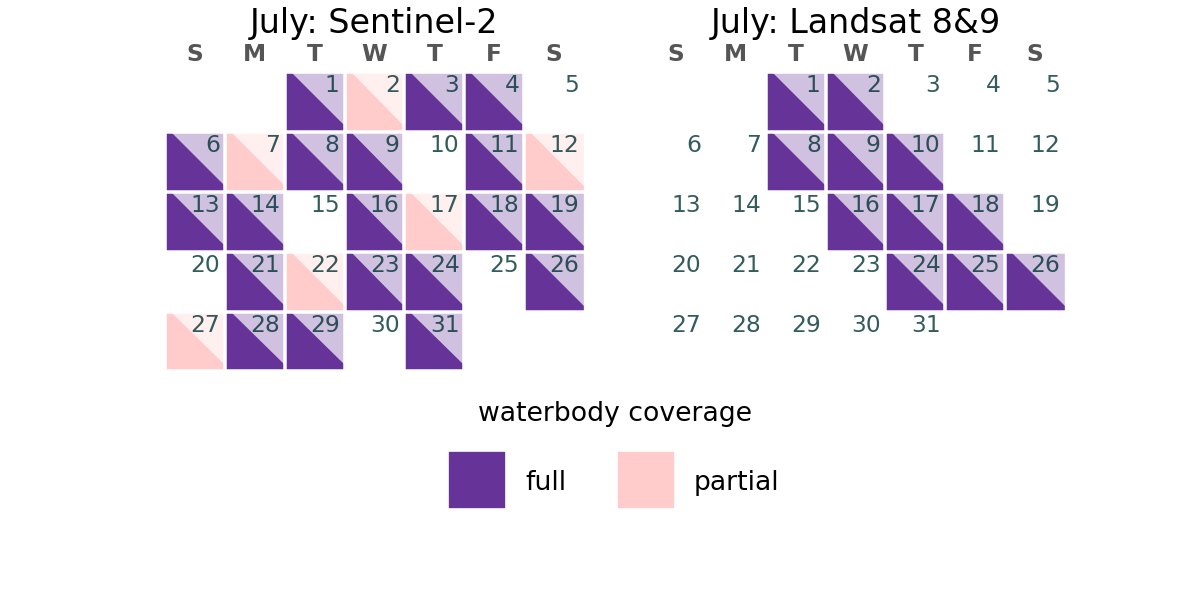 July: Sentinel-2
S M T W T F S
1 2 3 4 5
6 7 8 9 10 11 12
13 14 15 16 17 18 19
20 21 22 23 24 25 26
27 28 29 30 31
July: Landsat 8&9
S M T W T F S
1 2 3 4 5
6 7 8 9 10 11 12
13 14 15 16 17 18 19
20 21 22 23 24 25 26
27 28 29 30 31
waterbody coverage
full partial